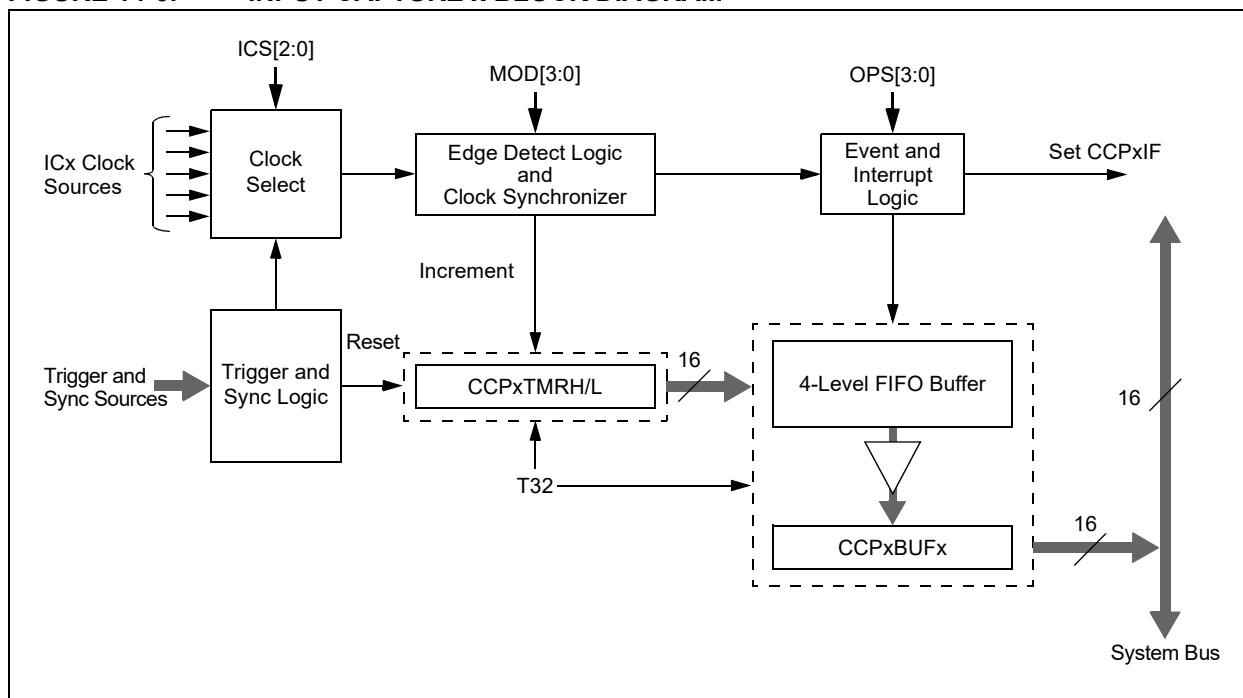 ICS[2:0]
MOD[3:0]
OPS[3:0]
ICx Clock
Sources
Clock
Select
Edge Detect Logic
and
Clock Synchronizer
Event and
Interrupt
Logic
Set CCPxIF
Increment
Trigger and
Sync Sources
Trigger and
Sync Logic
Reset
CCPxTMRH/L
16
4-Level FIFO Buffer
16
T32
CCPxBUFx
16
System Bus